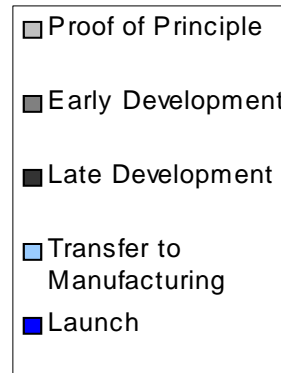 Proof of Principle
Early Development
Late Development
Transfer to
Manufacturing
Launch